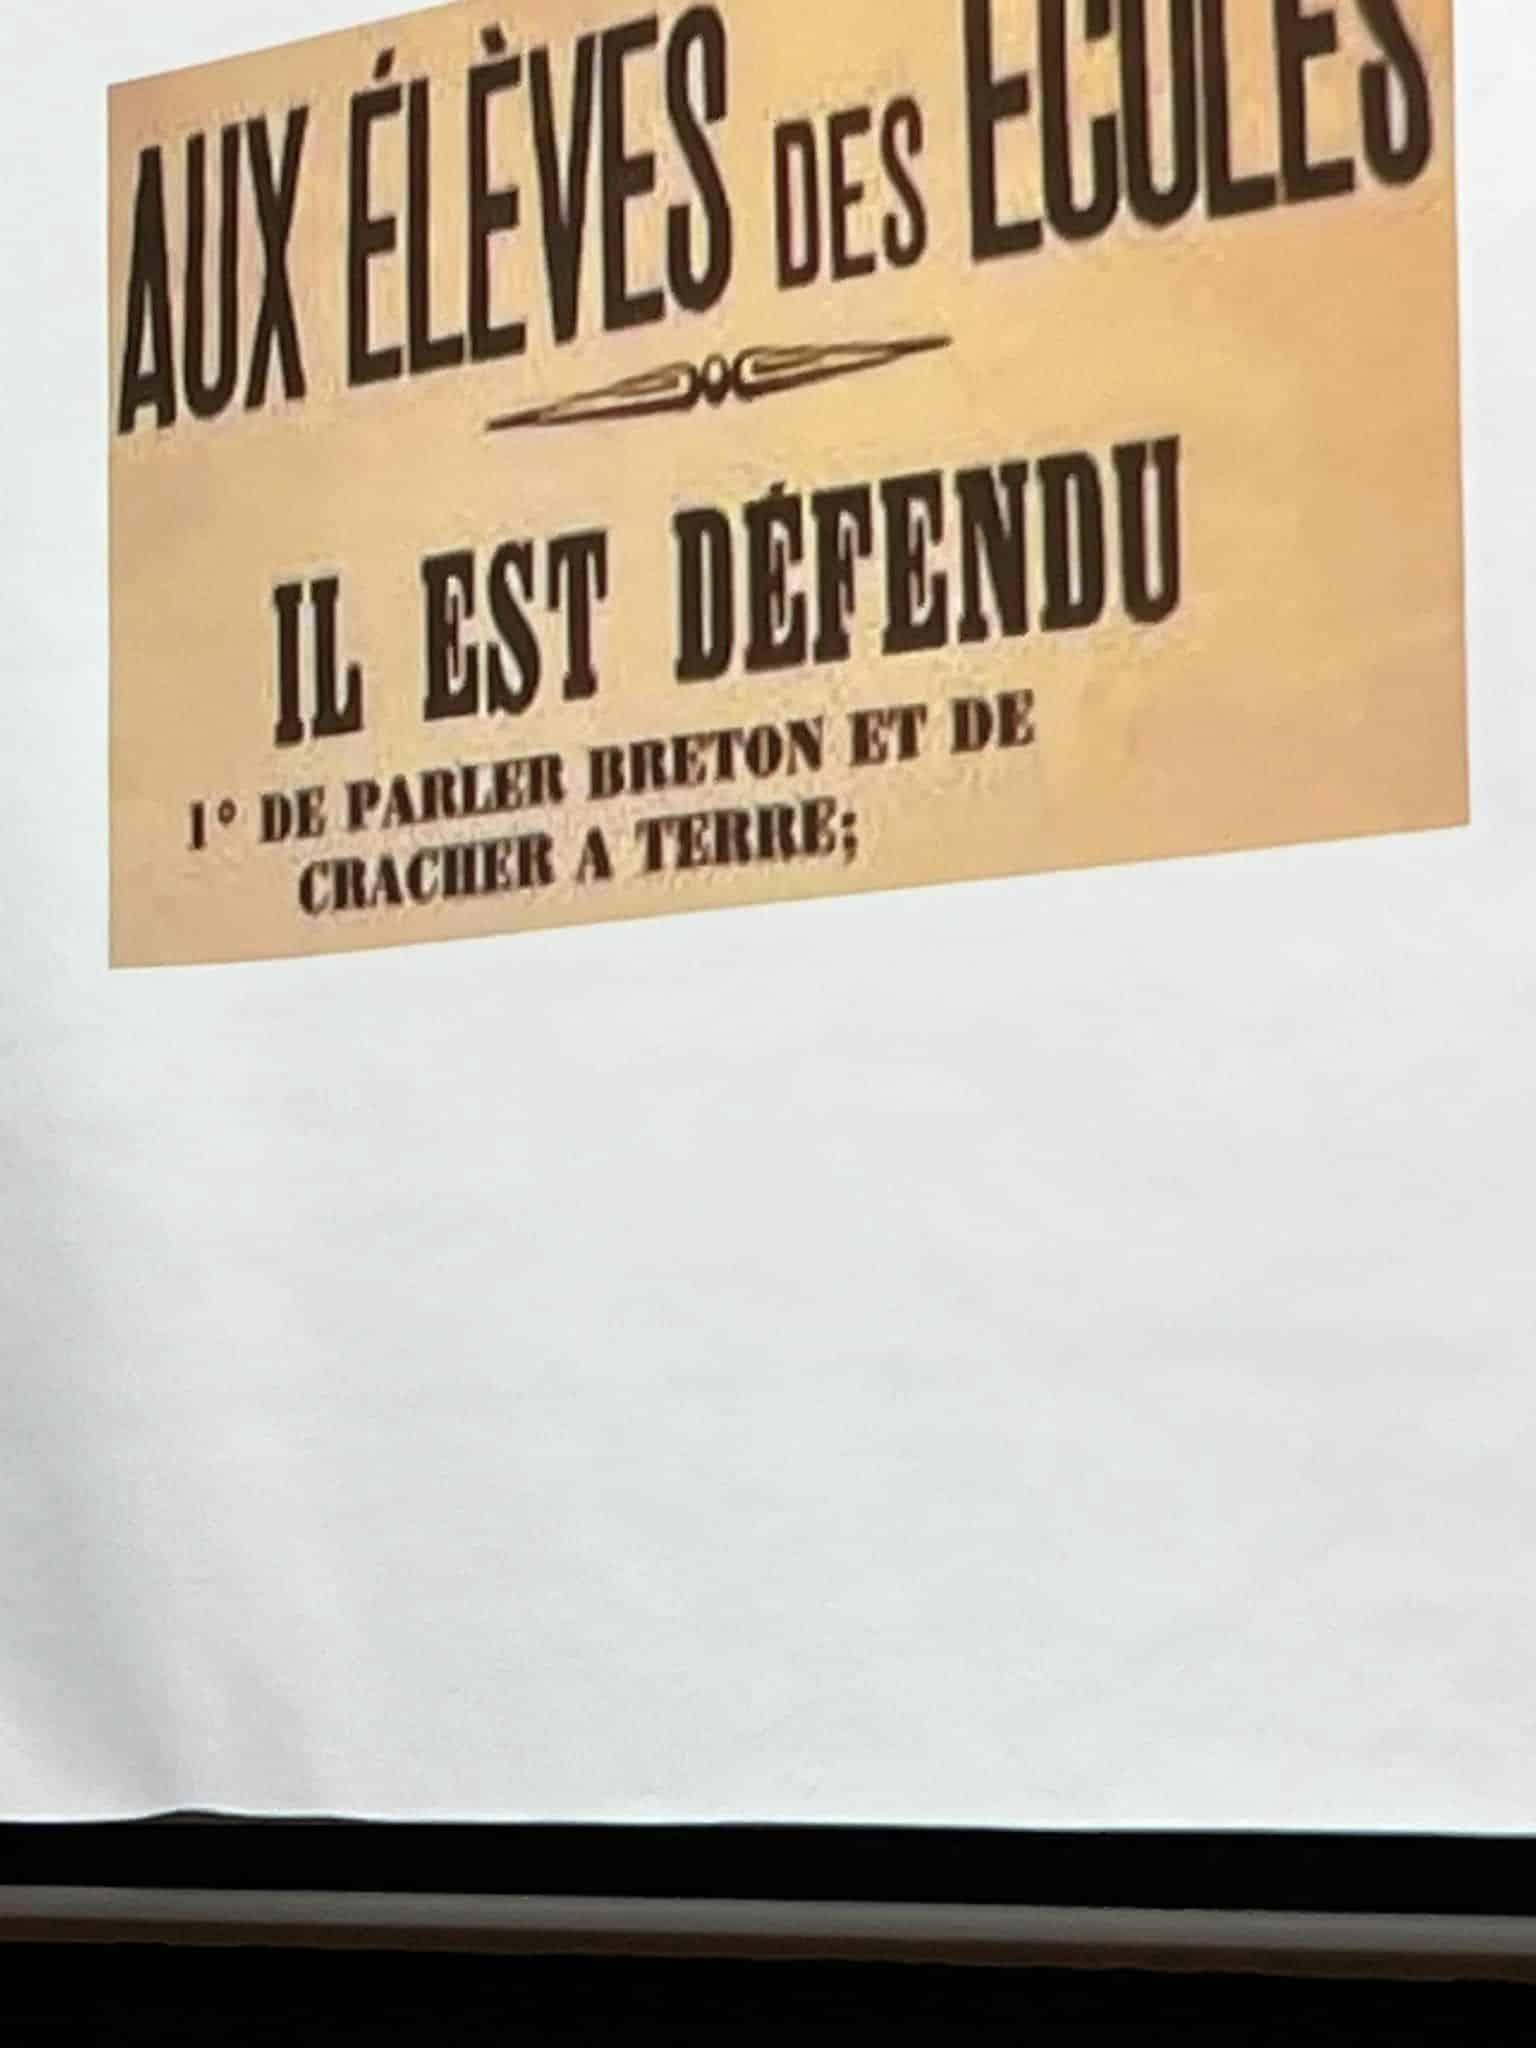 AUX ÉLÈVES DES ECOLES
IL EST DÉFENDU
1° DE PARLER BRETON ET DE
CRACHER A TERRE;